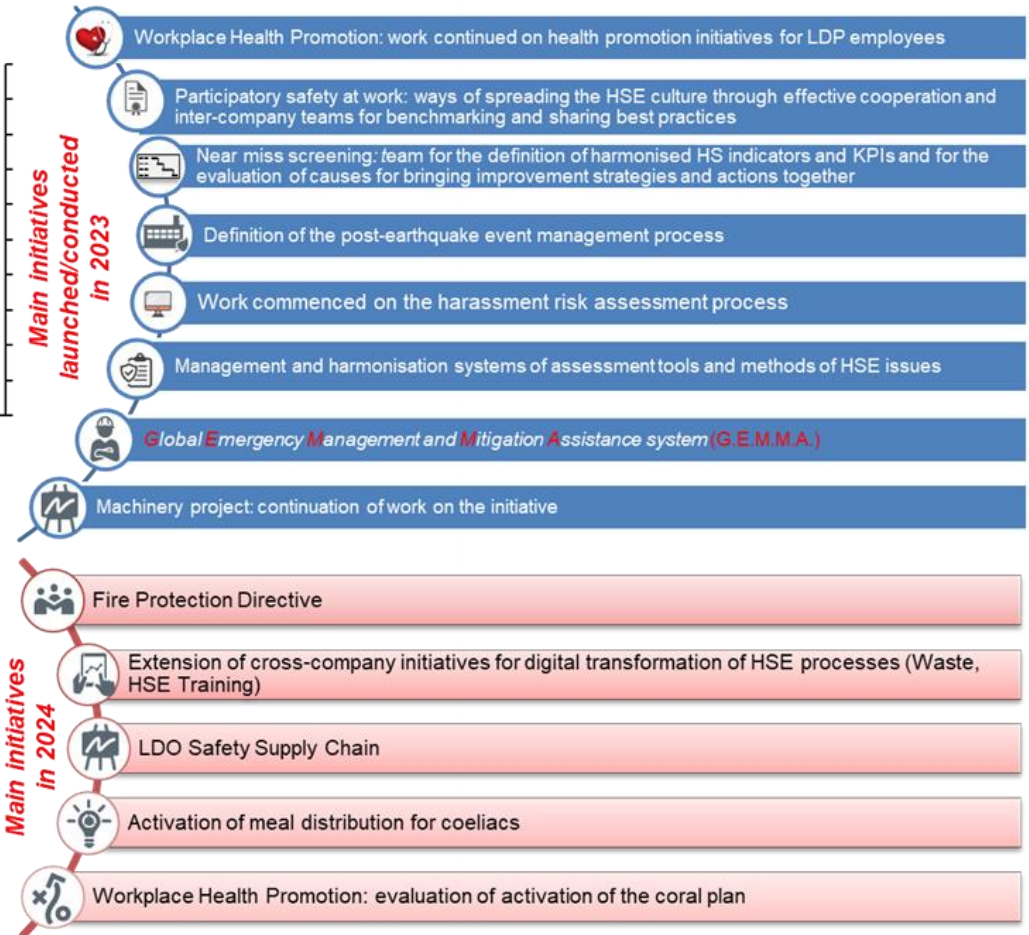 Main initiatives
launched/conducted
in 2023
Workplace Health Promotion: work continued on health promotion initiatives for LDP employees
Participatory safety at work: ways of spreading the HSE culture through effective cooperation and
inter-company teams for benchmarking and sharing best practices
Near miss screening: team for the definition of harmonised HS indicators and KPIs and for the
evaluation of causes for bringing improvement strategies and actions together
Definition of the post-earthquake event management process
Work commenced on the harassment risk assessment process
Management and harmonisation systems of assessment tools and methods of HSE issues
Global Emergency Management and Mitigation Assistance system (G.E.M.M.A.)
Machinery project: continuation of work on the initiative
Main initiatives
in 2024
Fire Protection Directive
Extension of cross-company initiatives for digital transformation of HSE processes (Waste,
HSE Training)
LDO Safety Supply Chain
Activation of meal distribution for coeliacs
Workplace Health Promotion: evaluation of activation of the coral plan